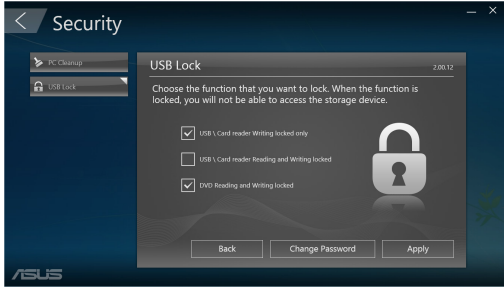 Security
PC Cleanup
USB Lock
USB Lock
2.00.12
Choose the function that you want to lock. When the function is
locked, you will not be able to access the storage device.
USB \ Card reader Writing locked only
USB \ Card reader Reading and Writing locked
DVD Reading and Writing locked
Back
Change Password
Apply
ASUS